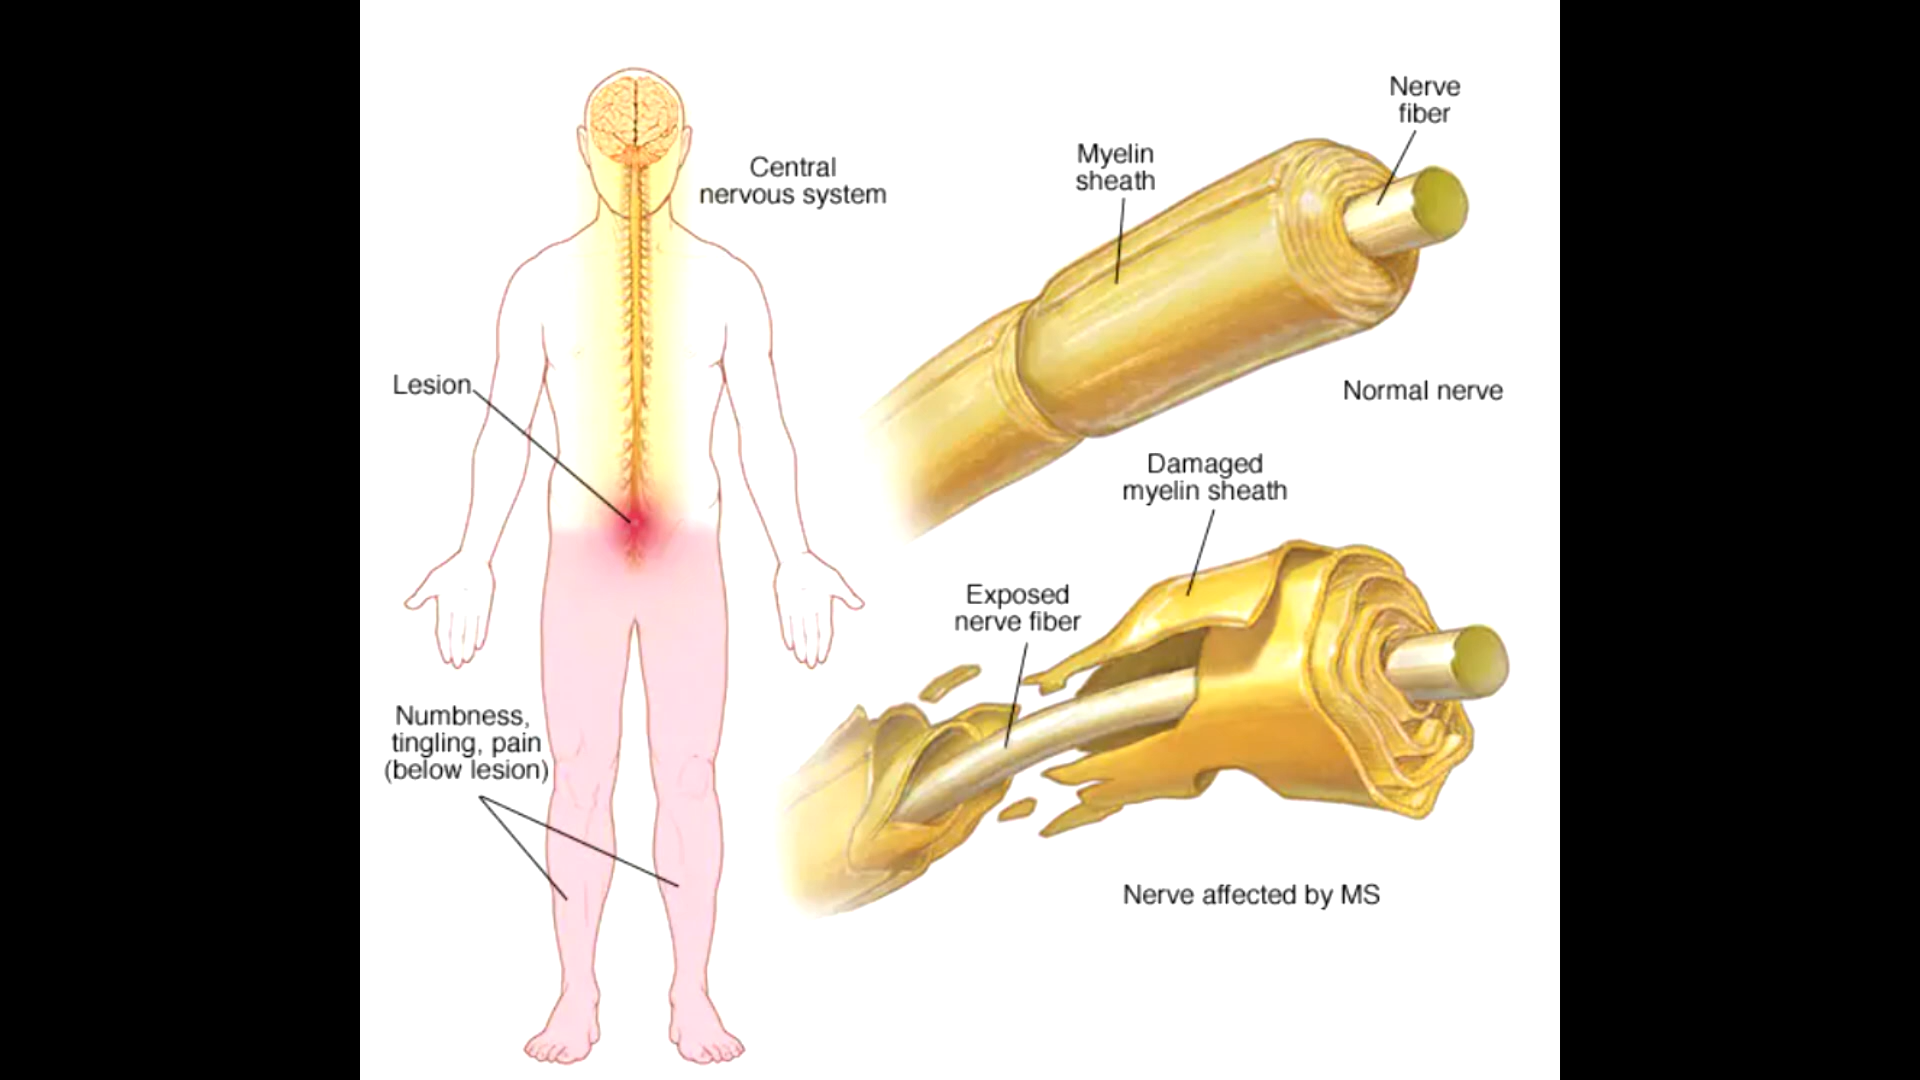 Central
nervous system
Lesion
Numbness,
tingling, pain
(below lesion)
Nerve
fiber
Myelin
sheath
Normal nerve
Damaged
myelin sheath
Exposed
nerve fiber
Nerve affected by MS